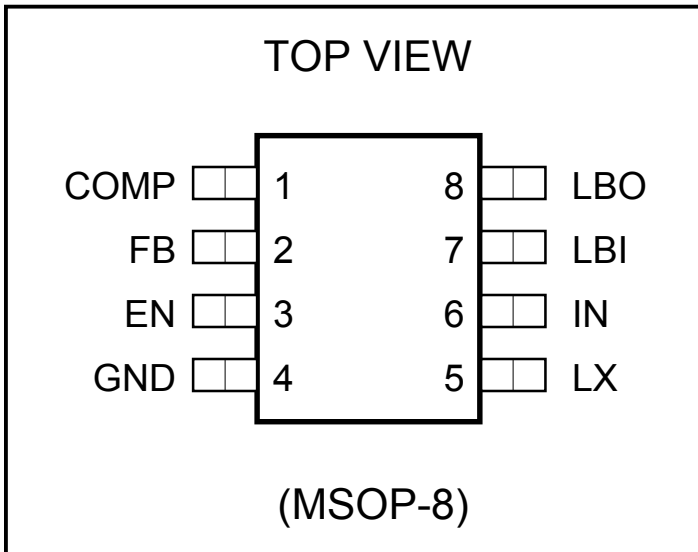 TOP VIEW
COMP 1 8 LBO
FB 2 7 LBI
EN 3 6 IN
GND 4 5 LX
(MSOP-8)